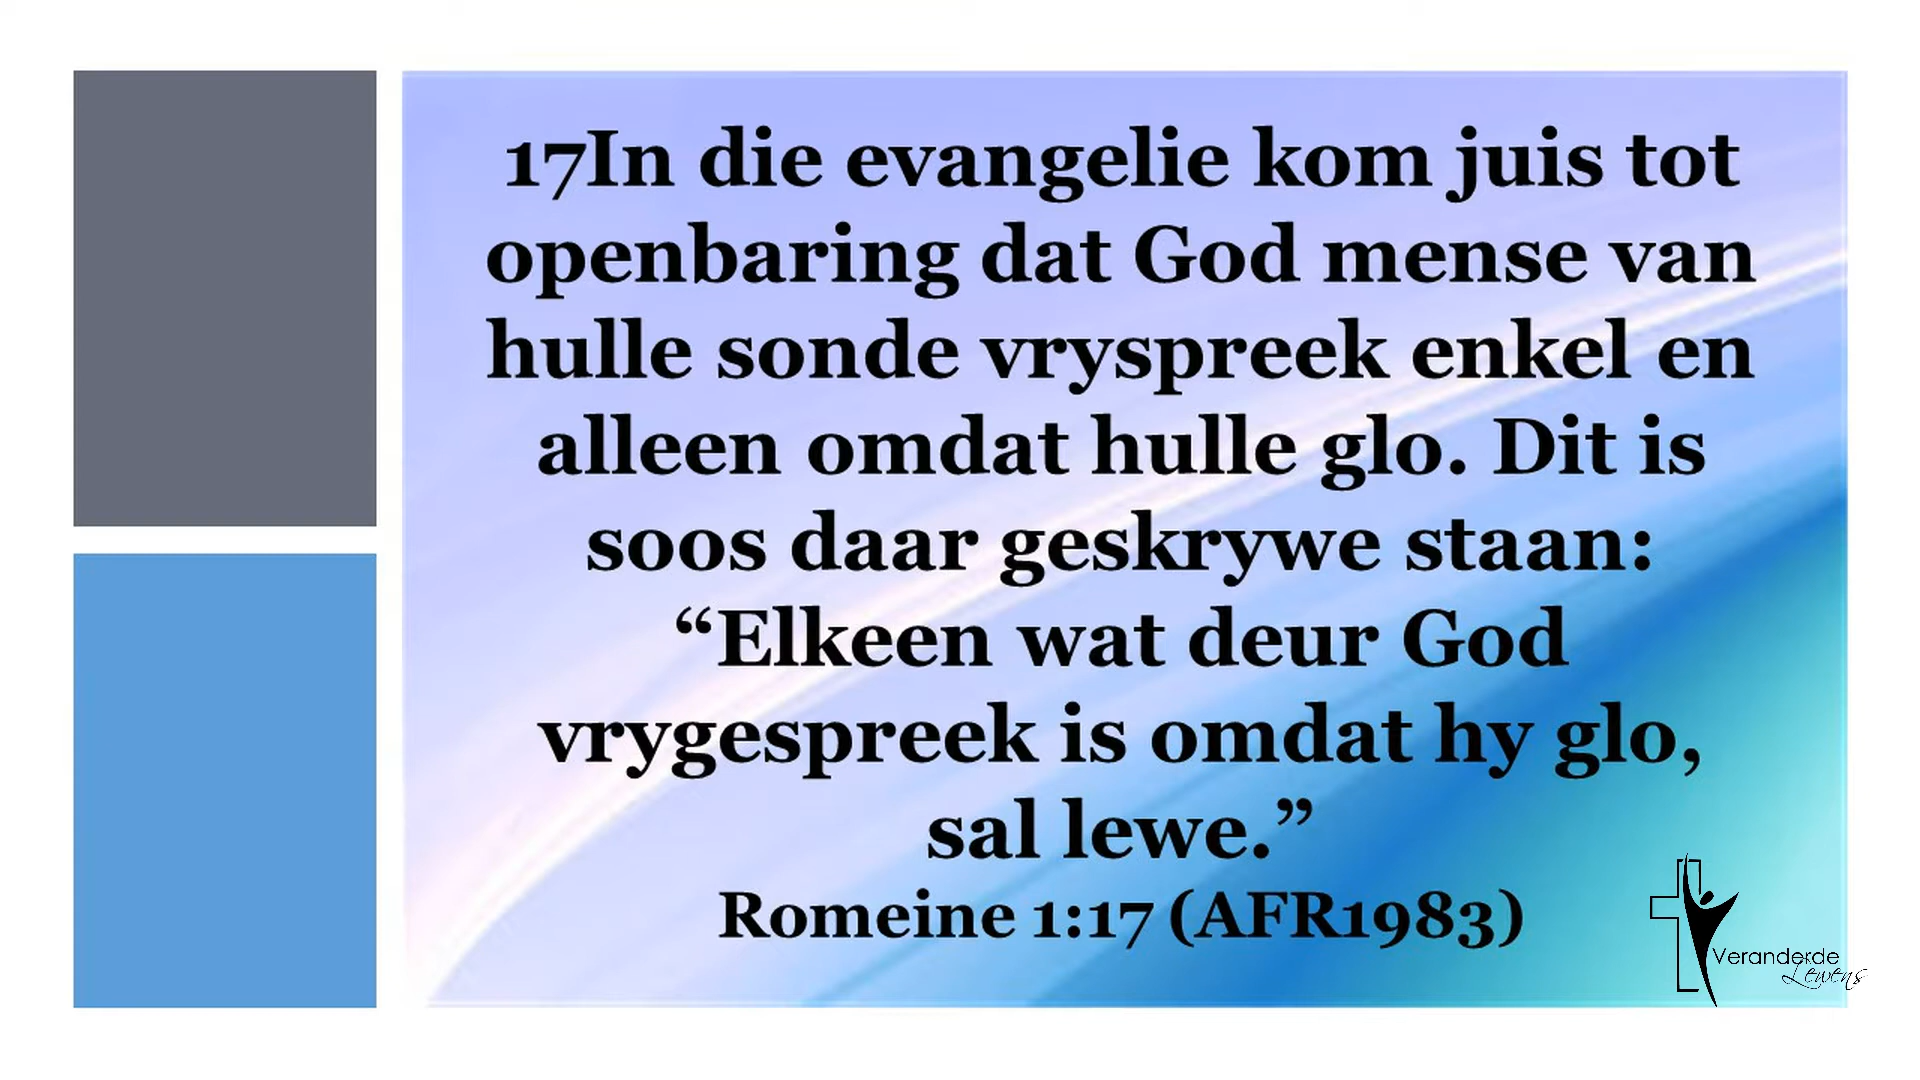 17In die evangelie kom juis tot
openbaring dat God mense van
hulle sonde vryspreek enkel en
alleen omdat hulle glo. Dit is
soos daar geskrywe staan:
“Elkeen wat deur God
vrygespreek is omdat hy glo,
sal lewe.”
Romeine 1:17 (AFR1983)
Veranderde
Lewens